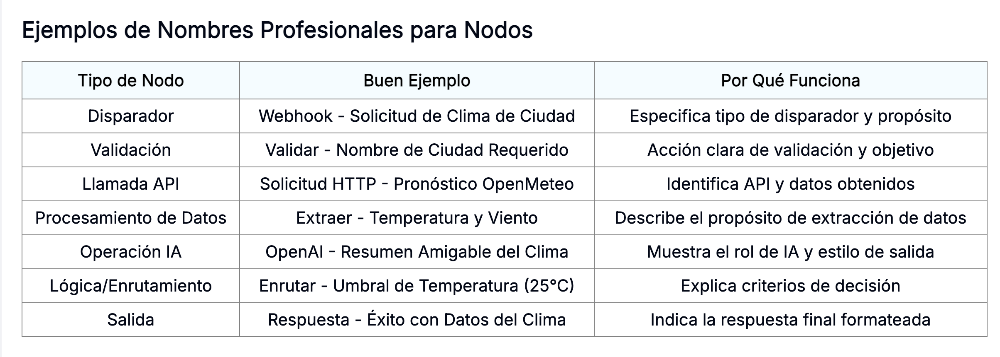 Ejemplos de Nombres Profesionales para Nodos
Tipo de Nodo Buen Ejemplo Por Qué Funciona
Disparador Webhook - Solicitud de Clima de Ciudad Especifica tipo de disparador y propósito
Validación Validar - Nombre de Ciudad Requerido Acción clara de validación y objetivo
Llamada API Solicitud HTTP - Pronóstico OpenMeteo Identifica API y datos obtenidos
Procesamiento de Datos Extraer - Temperatura y Viento Describe el propósito de extracción de datos
Operación IA OpenAI - Resumen Amigable del Clima Muestra el rol de IA y estilo de salida
Lógica/Enrutamiento Enrutar - Umbral de Temperatura (25°C) Explica criterios de decisión
Salida Respuesta - Éxito con Datos del Clima Indica la respuesta final formateada